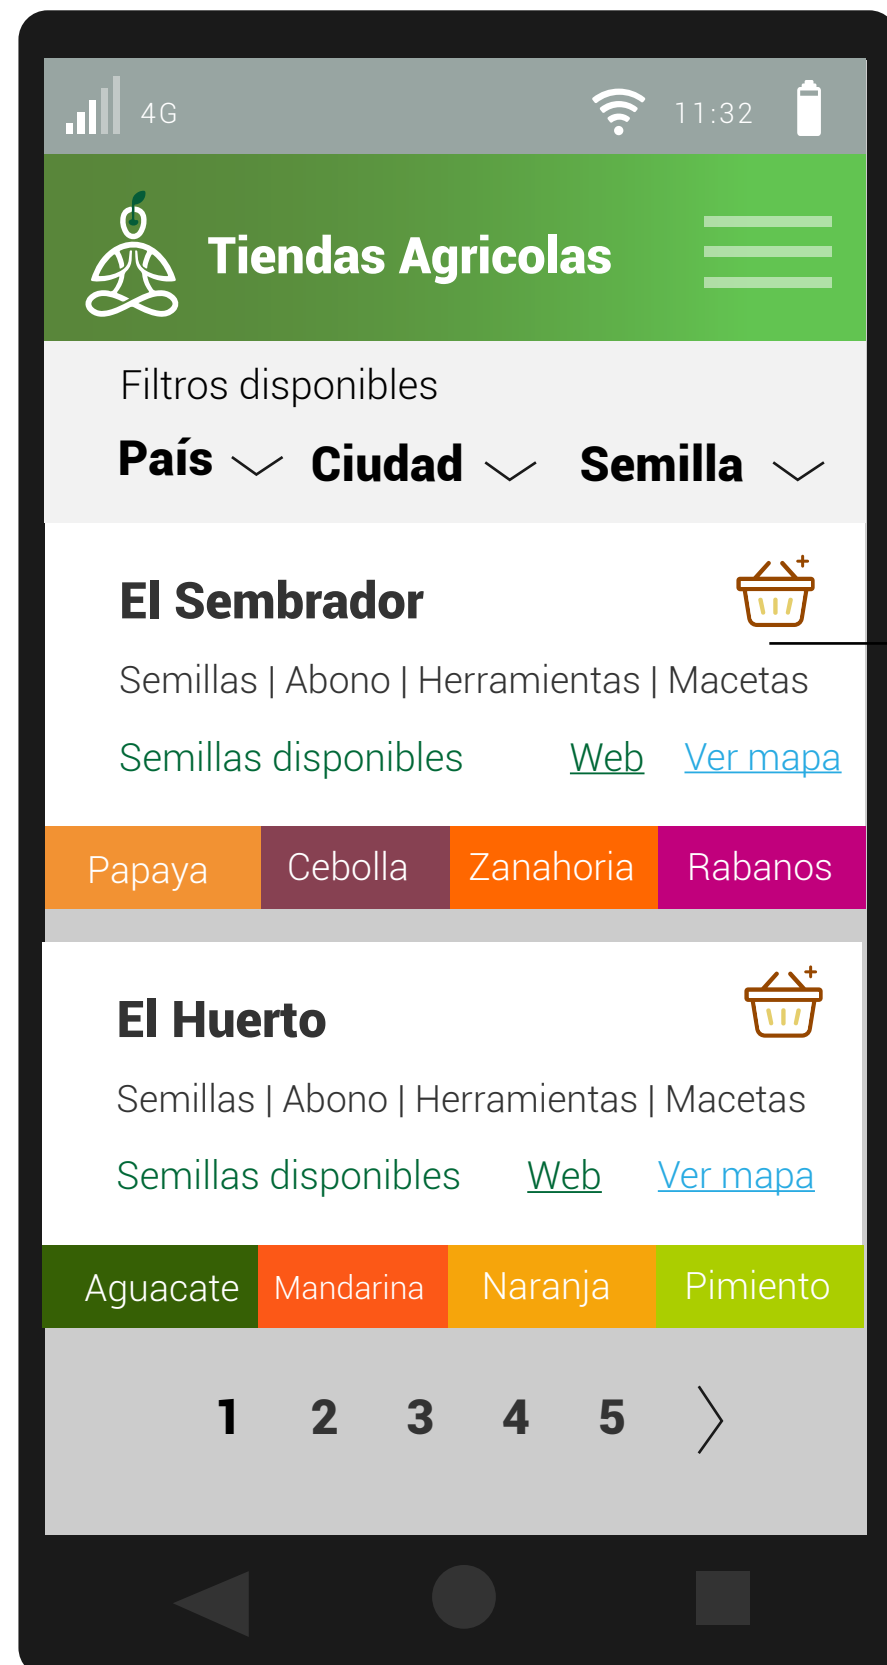 4G 11:32
Tiendas Agricolas
Filtros disponibles
País Ciudad Semilla
El Sembrador
Semillas | Abono | Herramientas | Macetas
Semillas disponibles Web Ver mapa
Papaya Cebolla Zanahoria Rabanos
El Huerto
Semillas | Abono | Herramientas | Macetas
Semillas disponibles Web Ver mapa
Aguacate Mandarina Naranja Pimiento
1 2 3 4 5